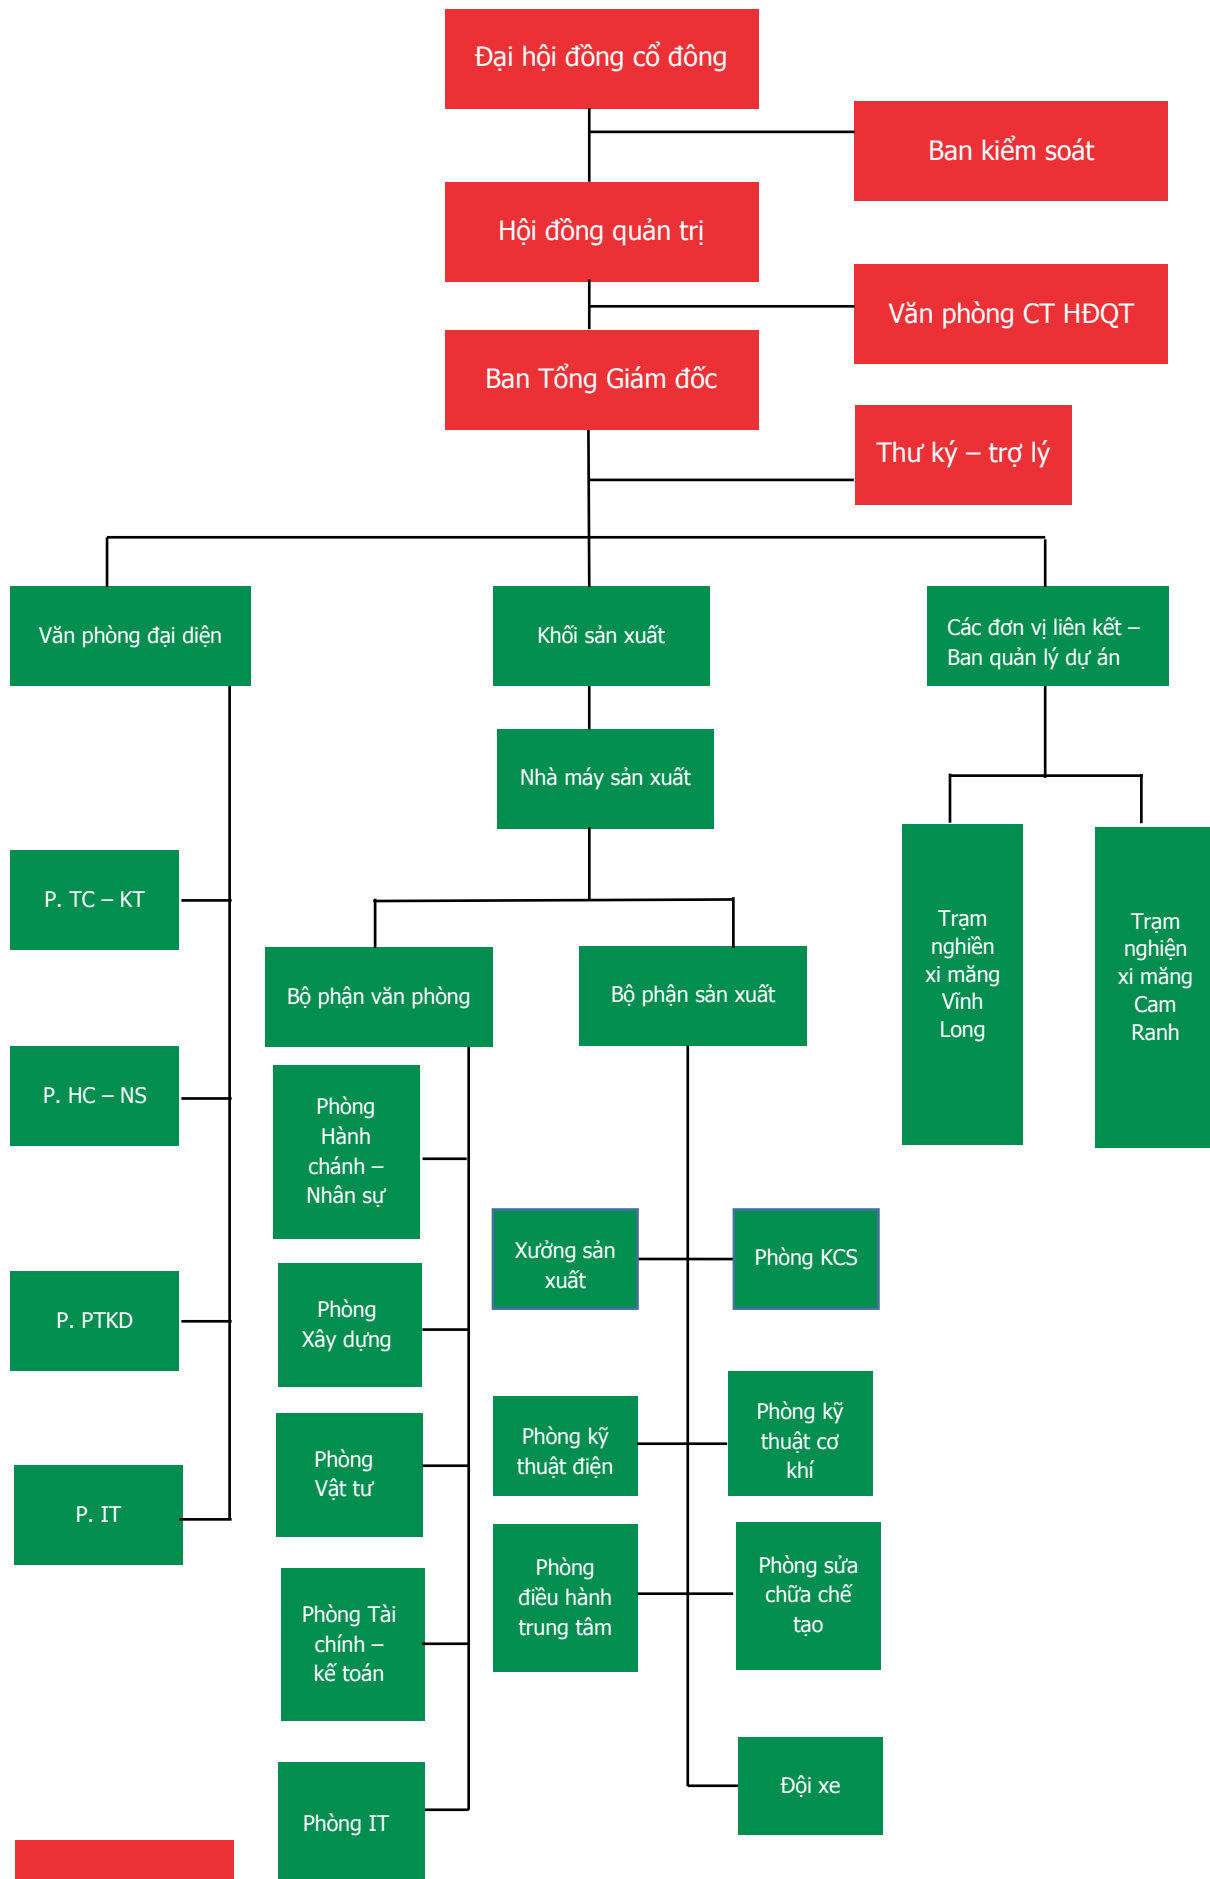 Đại hội đồng cổ đông
Ban kiểm soát
Hội đồng quản trị
Văn phòng CT HĐQT
Ban Tổng Giám đốc
Thư ký – trợ lý
Văn phòng đại diện
Khối sản xuất
Các đơn vị liên kết –
Ban quản lý dự án
Nhà máy sản xuất
P. TC – KT
P. HC – NS
P. PTKD
P. IT
Bộ phận văn phòng
Bộ phận sản xuất
Trạm
nghiền
xi măng
Vĩnh
Long
Trạm
nghiện
xi măng
Cam
Ranh
Phòng
Hành
chánh –
Nhân sự
Phòng
Xây dựng
Phòng
Vật tư
Phòng Tài
chính –
kế toán
Phòng IT
Xưởng sản
xuất
Phòng KCS
Phòng kỹ
thuật điện
Phòng kỹ
thuật cơ
khí
Phòng
điều hành
trung tâm
Phòng sửa
chữa chế
tạo
Đội xe